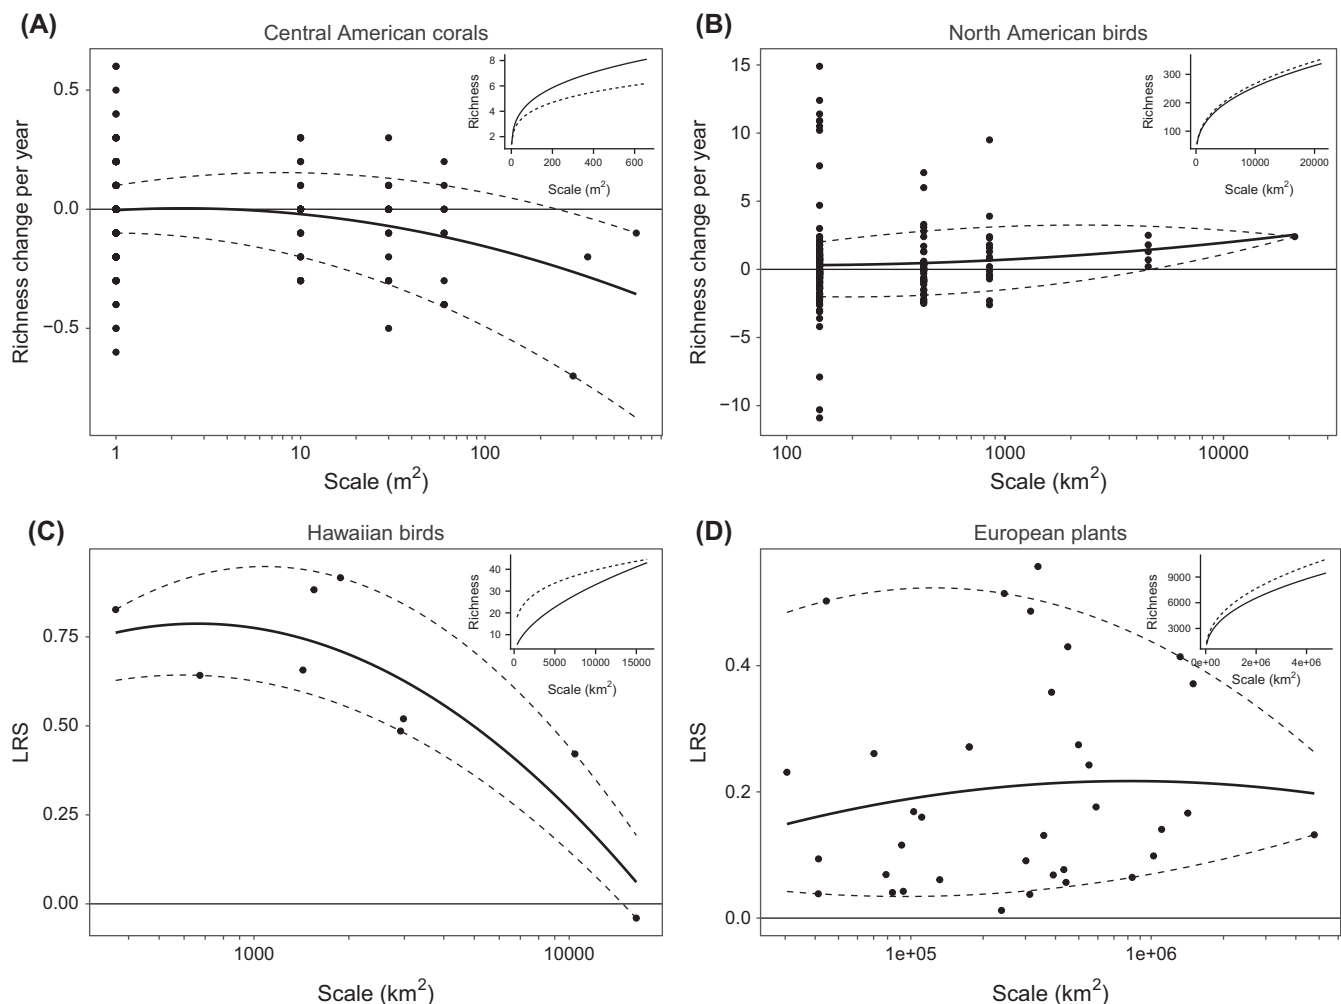 (A)
Central American corals
Richness change per year
0.5
0.0
−0.5
1
10
100
Scale (m²)
Richness
8
6
4
2
0
200
400
600
Scale (m²)
(B)
North American birds
Richness change per year
15
10
5
0
−5
−10
100
1000
10000
Scale (km²)
Richness
300
200
100
0
10000
20000
Scale (km²)
(C)
Hawaiian birds
LRS
0.75
0.50
0.25
0.00
1000
10000
Scale (km²)
Richness
40
30
20
10
0
5000
10000
15000
Scale (km²)
(D)
European plants
LRS
0.4
0.2
0.0
1e+05
1e+06
Scale (km²)
Richness
9000
6000
3000
0e+00
2e+06
4e+06
Scale (km²)